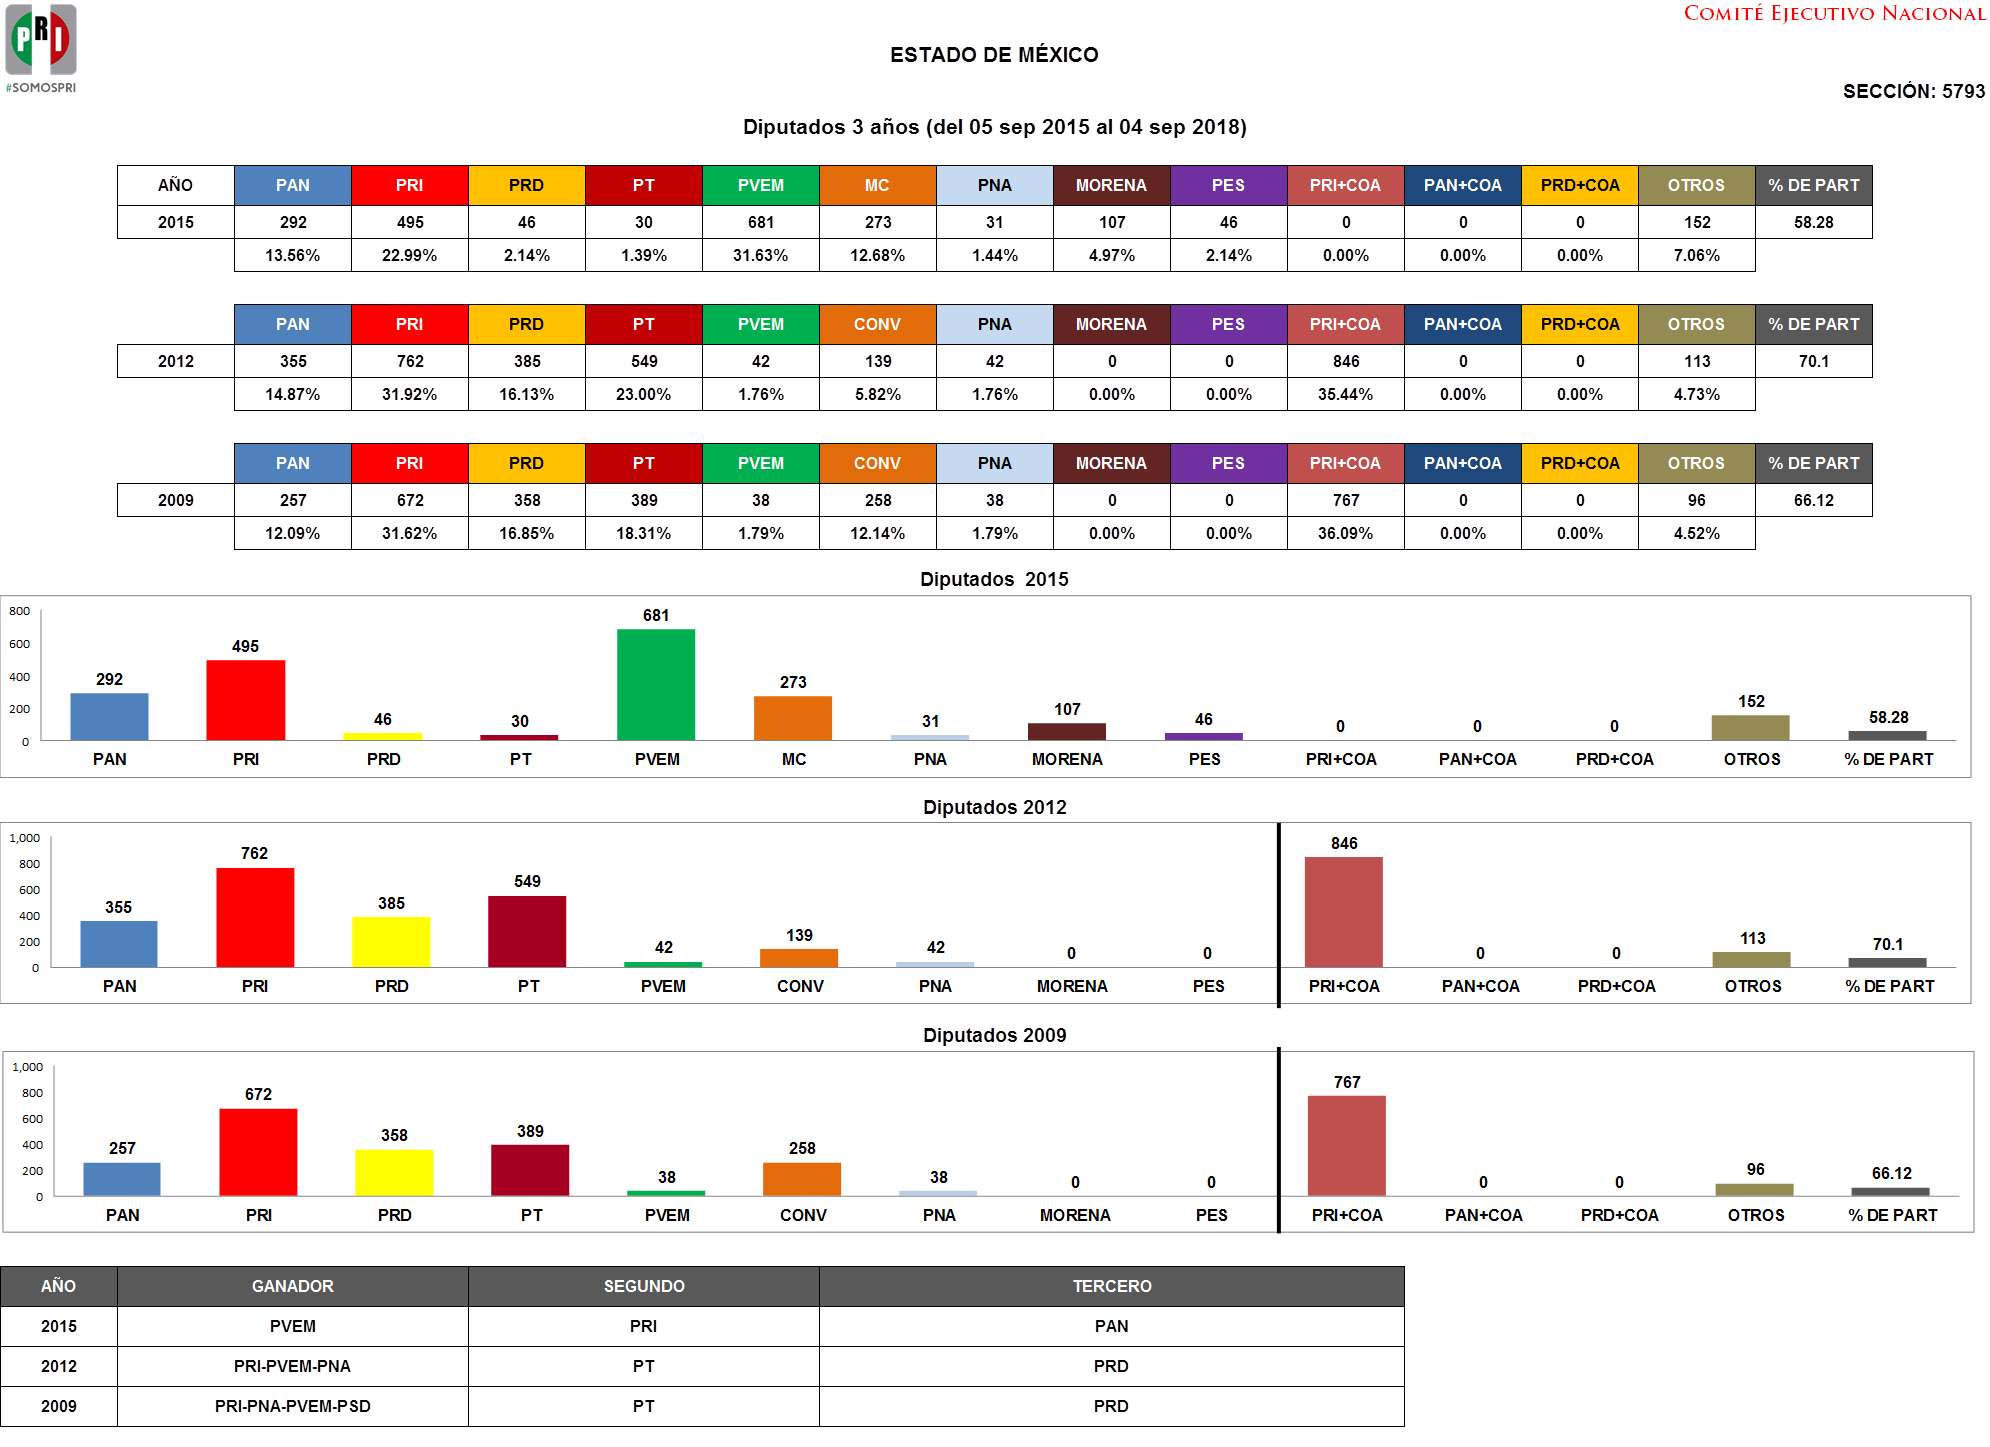 PRI
#SOMOSPRI
COMITÉ EJECUTIVO NACIONAL
ESTADO DE MÉXICO
SECCIÓN: 5793
Diputados 3 años (del 05 sep 2015 al 04 sep 2018)
AÑO PAN PRI PRD PT PVEM MC PNA MORENA PES PRI+COA PAN+COA PRD+COA OTROS % DE PART
2015 292 495 46 30 681 273 31 107 46 0 0 0 152 58.28
13.56% 22.99% 2.14% 1.39% 31.63% 12.68% 1.44% 4.97% 2.14% 0.00% 0.00% 0.00% 7.06%
PAN PRI PRD PT PVEM CONV PNA MORENA PES PRI+COA PAN+COA PRD+COA OTROS % DE PART
2012 355 762 385 549 42 139 42 0 0 846 0 0 113 70.1
14.87% 31.92% 16.13% 23.00% 1.76% 5.82% 1.76% 0.00% 0.00% 35.44% 0.00% 0.00% 4.73%
PAN PRI PRD PT PVEM CONV PNA MORENA PES PRI+COA PAN+COA PRD+COA OTROS % DE PART
2009 257 672 358 389 38 258 38 0 0 767 0 0 96 66.12
12.09% 31.62% 16.85% 18.31% 1.79% 12.14% 1.79% 0.00% 0.00% 36.09% 0.00% 0.00% 4.52%
Diputados 2015
800
600
400
200
0
292 495 46 30 681 273 31 107 46 0 0 0 152 58.28
PAN PRI PRD PT PVEM MC PNA MORENA PES PRI+COA PAN+COA PRD+COA OTROS % DE PART
Diputados 2012
1,000
800
600
400
200
0
355 762 385 549 42 139 42 0 0 846 0 0 113 70.1
PAN PRI PRD PT PVEM CONV PNA MORENA PES PRI+COA PAN+COA PRD+COA OTROS % DE PART
Diputados 2009
1,000
800
600
400
200
0
257 672 358 389 38 258 38 0 0 767 0 0 96 66.12
PAN PRI PRD PT PVEM CONV PNA MORENA PES PRI+COA PAN+COA PRD+COA OTROS % DE PART
AÑO GANADOR SEGUNDO TERCERO
2015 PVEM PRI PAN
2012 PRI-PVEM-PNA PT PRD
2009 PRI-PNA-PVEM-PSD PT PRD